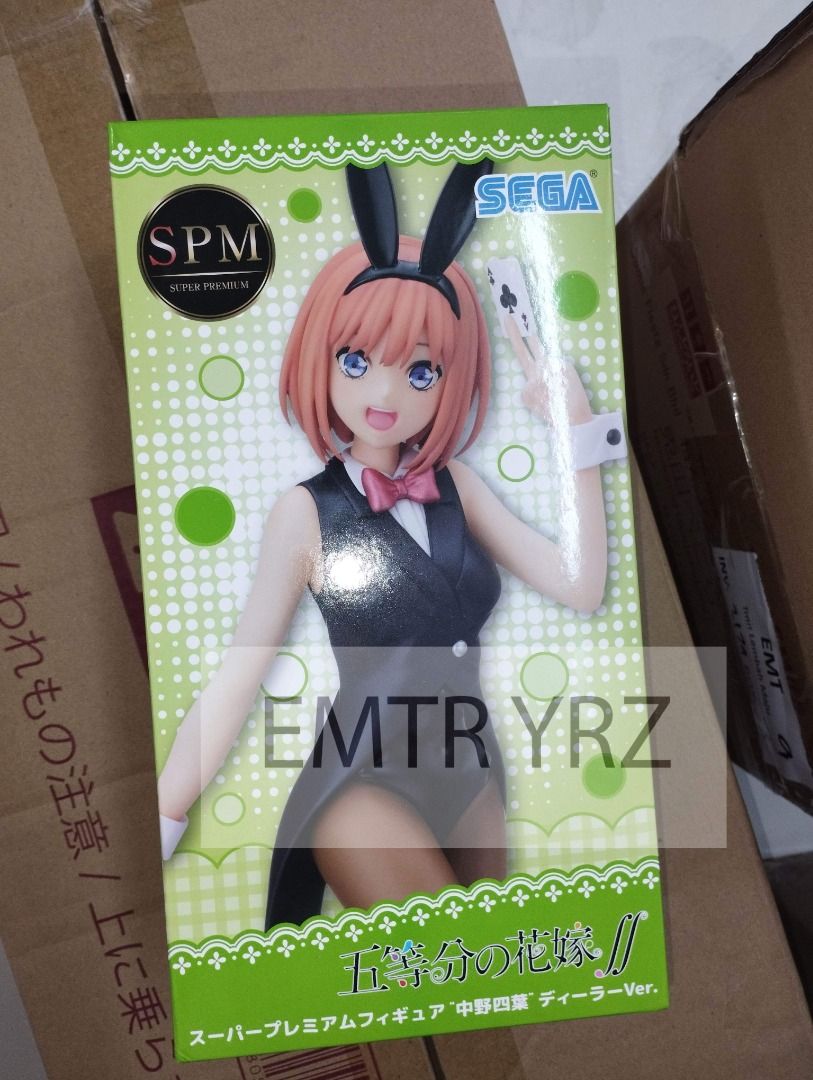 SEGA®
SPM
SUPER PREMIUM
A
EMTR YRZ
五等分の花嫁∬
スーパープレミアムフィギュア"中野四葉"ディーラーVer.
われもの注意 / 上に乗ら
EMT
INV